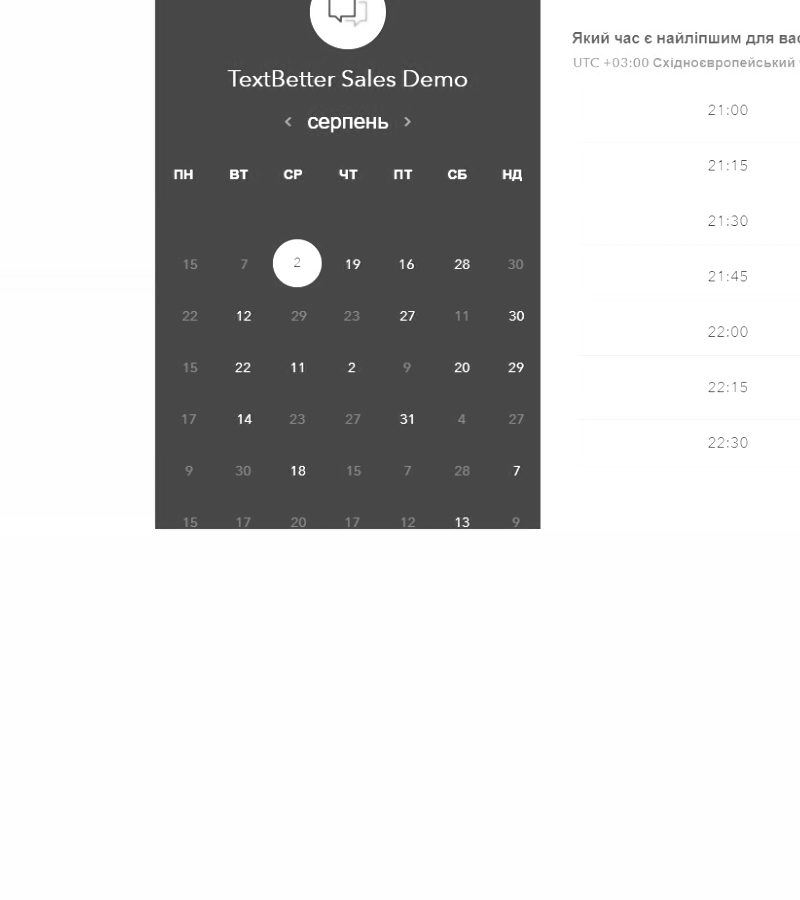 TextBetter Sales Demo
< серпень >
ПН ВТ СР ЧТ ПТ СБ НД
15 7 2 19 16 28 30
22 12 29 23 27 11 30
15 22 11 2 9 20 29
17 14 23 27 31 4 27
9 30 18 15 7 28 7
15 17 20 17 12 13 9
Який час є найліпшим для
UTC +03:00 Східноєвропейський
21:00
21:15
21:30
21:45
22:00
22:15
22:30